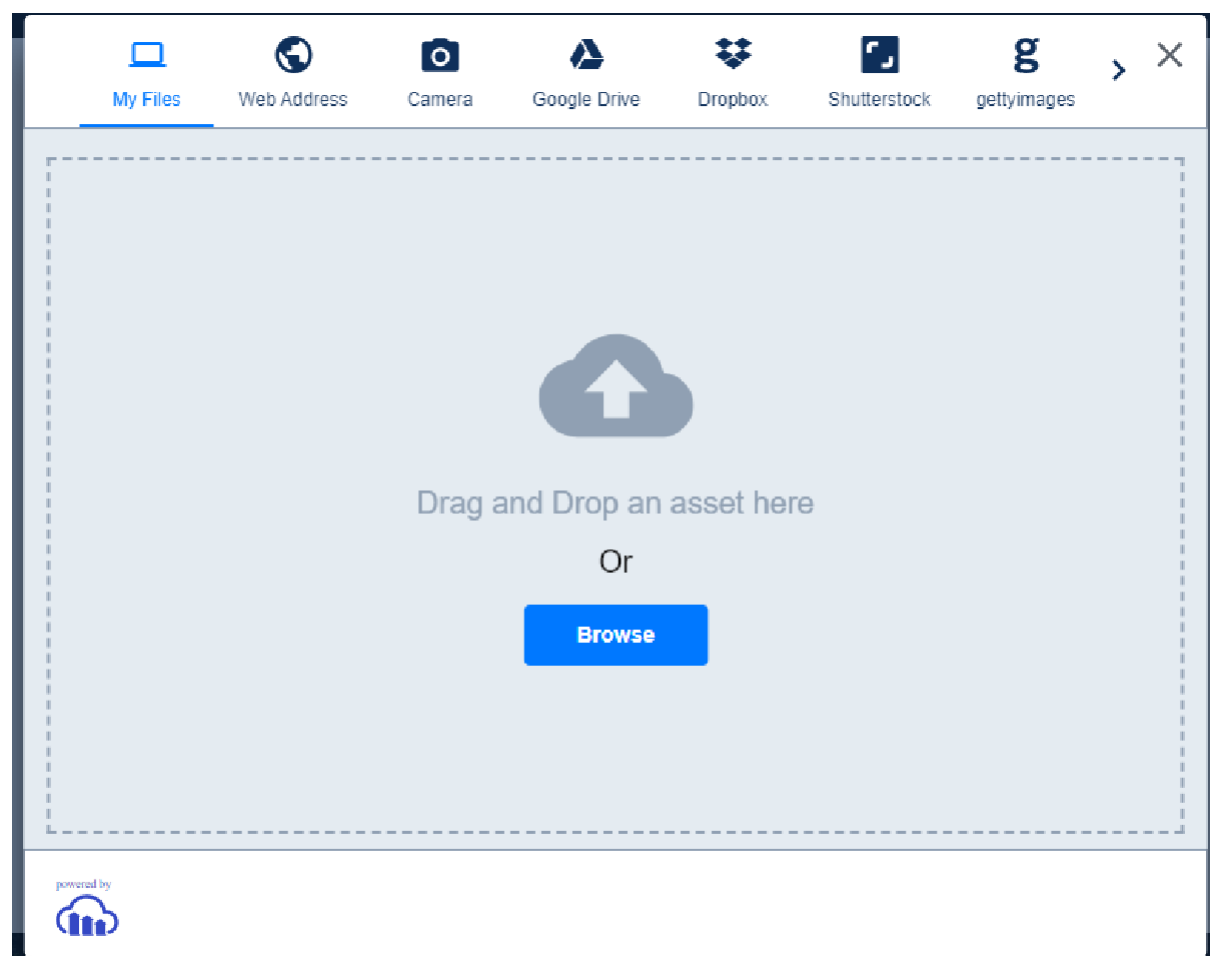 My Files Web Address Camera Google Drive Dropbox Shutterstock gettyimages
Drag and Drop an asset here
Or
Browse
powered by